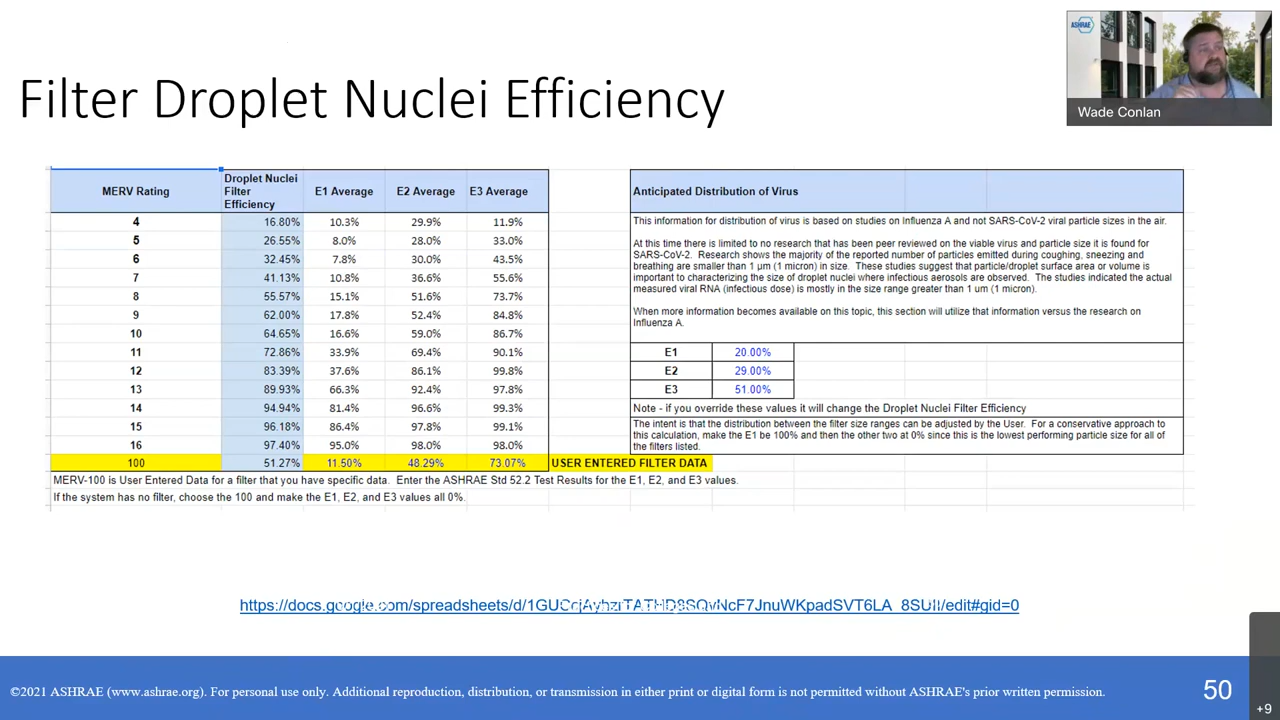 ASHRAE
Wade Conlan
Filter Droplet Nuclei Efficiency
MERV Rating Droplet Nuclei Filter Efficiency E1 Average E2 Average E3 Average
4 16.80% 10.3% 29.9% 11.9%
5 26.55% 8.0% 28.0% 33.0%
6 32.45% 7.8% 30.0% 43.5%
7 41.13% 10.8% 36.6% 55.6%
8 55.57% 15.1% 51.6% 73.7%
9 62.00% 17.8% 52.4% 84.8%
10 64.65% 16.6% 59.0% 86.7%
11 72.86% 33.9% 69.4% 90.1%
12 83.39% 37.6% 86.1% 99.8%
13 89.93% 66.3% 92.4% 97.8%
14 94.94% 81.4% 96.6% 99.3%
15 96.18% 86.4% 97.8% 99.1%
16 97.40% 95.0% 98.0% 98.0%
100 51.27% 11.50% 48.29% 73.07% USER ENTERED FILTER DATA
MERV-100 is User Entered Data for a filter that you have specific data. Enter the ASHRAE Std 52.2 Test Results for the E1, E2, and E3 values.
If the system has no filter, choose the 100 and make the E1, E2, and E3 values all 0%.
Anticipated Distribution of Virus
This information for distribution of virus is based on studies on Influenza A and not SARS-CoV-2 viral particle sizes in the air.
At this time there is limited to no research that has been peer reviewed on the viable virus and particle size it is found for
SARS-CoV-2. Research shows the majority of the reported number of particles emitted during coughing, sneezing and
breathing are smaller than 1 µm (1 micron) in size. These studies suggest that particle/droplet surface area or volume is
important to characterizing the size of droplet nuclei where infectious aerosols are observed. The studies indicated the actual
measured viral RNA (infectious dose) is mostly in the size range greater than 1 um (1 micron).
When more information becomes available on this topic, this section will utilize that information versus the research on
Influenza A.
E1 20.00%
E2 29.00%
E3 51.00%
Note - if you override these values it will change the Droplet Nuclei Filter Efficiency
The intent is that the distribution between the filter size ranges can be adjusted by the User. For a conservative approach to
this calculation, make the E1 be 100% and then the other two at 0% since this is the lowest performing particle size for all of
the filters listed.
©2021 ASHRAE (www.ashrae.org). For personal use only. Additional reproduction, distribution, or transmission in either print or digital form is not permitted without ASHRAE's prior written permission.
50
+9